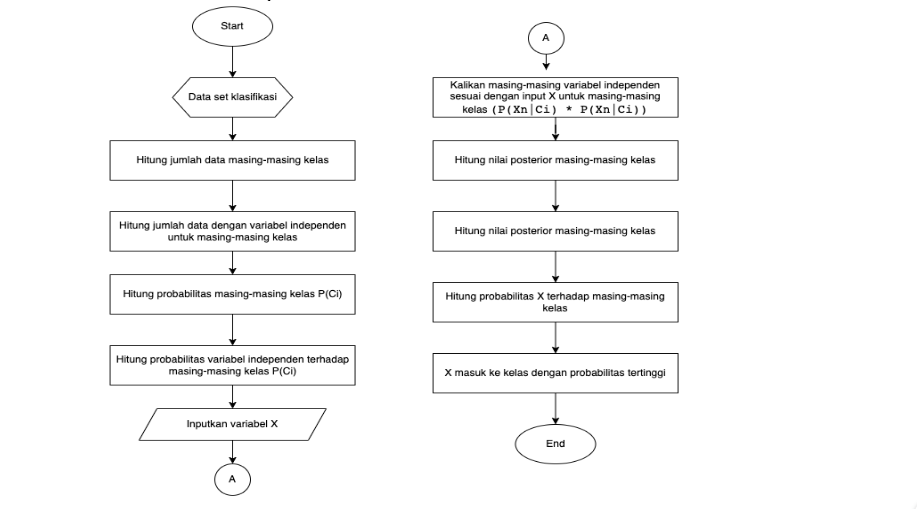 Start
Data set klasifikasi
Hitung jumlah data masing-masing kelas
Hitung jumlah data dengan variabel independen
untuk masing-masing kelas
Hitung probabilitas masing-masing kelas P(Ci)
Hitung probabilitas variabel independen terhadap
masing-masing kelas P(Ci)
Inputkan variabel X
A
A
Kalikan masing-masing variabel independen
sesuai dengan input X untuk masing-masing
kelas (P(Xn|Ci) * P(Xn|Ci))
Hitung nilai posterior masing-masing kelas
Hitung nilai posterior masing-masing kelas
Hitung probabilitas X terhadap masing-masing
kelas
X masuk ke kelas dengan probabilitas tertinggi
End